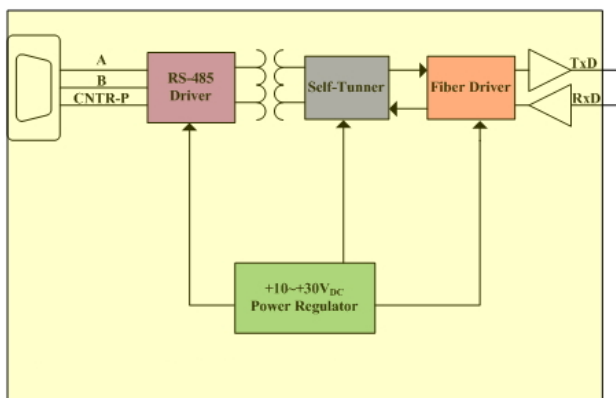 A
B
CNTR-P
RS-485
Driver
Self-Tunner
Fiber Driver
TxD
RxD
+10~+30VDC
Power Regulator